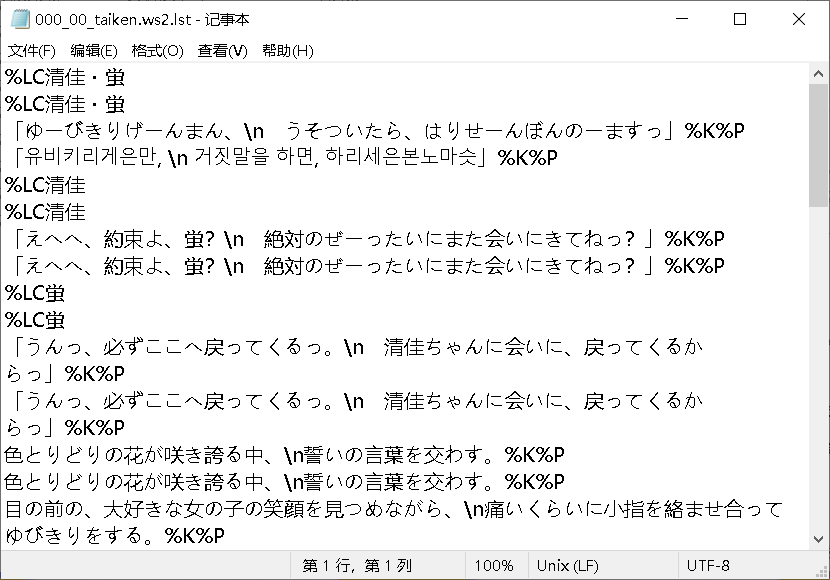 000_00_taiken.ws2.lst - 记事本
文件(F) 编辑(E) 格式(O) 查看(V) 帮助(H)
%LC清佳・蛍
%LC清佳・蛍
「ゆーびきりげーんまん、\n　うそついたら、はりせーんぼんのーますっ」%K%P
「유비키리게은만, \n 거짓말을 하면, 하리세은본노마슷」%K%P
%LC清佳
%LC清佳
「えへへ、約束よ、蛍？\n　絶対のぜーったいにまた会いにきてねっ？」%K%P
「えへへ、約束よ、蛍？\n　絶対のぜーったいにまた会いにきてねっ？」%K%P
%LC蛍
%LC蛍
「うんっ、必ずここへ戻ってくるっ。\n　清佳ちゃんに会いに、戻ってくるか
らっ」%K%P
「うんっ、必ずここへ戻ってくるっ。\n　清佳ちゃんに会いに、戻ってくるか
らっ」%K%P
色とりどりの花が咲き誇る中、\n誓いの言葉を交わす。%K%P
色とりどりの花が咲き誇る中、\n誓いの言葉を交わす。%K%P
目の前の、大好きな女の子の笑顔を見つめながら、\n痛いくらいに小指を絡ませ合って
ゆびきりをする。%K%P
第 1 行，第 1 列 100% Unix (LF) UTF-8